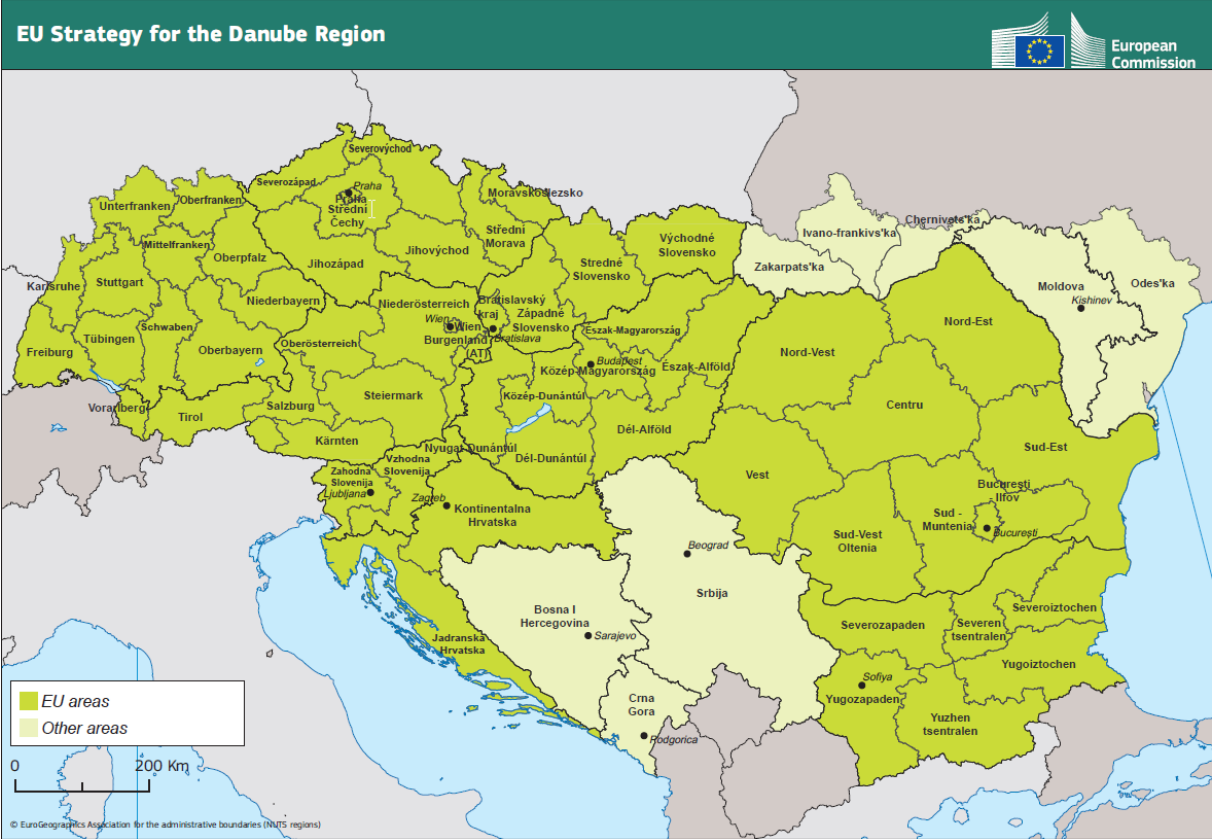 EU Strategy for the Danube Region
European
Commission
Severovýchod
Severozápad
Praha
Praha
Střední
Čechy
Moravskoslezsko
Unterfranken
Oberfranken
Mittelfranken
Oberpfalz
Jihozápad
Jihovýchod
Střední
Morava
Stredné
Slovensko
Východné
Slovensko
Zakarpats'ka
Ivano-frankivs'ka
Chernivets'ka
Moldova
Kishinev
Odes'ka
Karlsruhe
Stuttgart
Niederbayern
Niederösterreich
Wien
Wien
Bratislavský
kraj
Bratislava
Západné
Slovensko
Burgenland
(AT)
Freiburg
Tübingen
Schwaben
Oberbayern
Oberösterreich
Észak-Magyarország
Budapest
Közép-Magyarország
Észak-Alföld
Nord-Vest
Nord-Est
Vorarlberg
Tirol
Salzburg
Steiermark
Közép-Dunántúl
Centru
Kärnten
Nyugat-Dunántúl
Dél-Dunántúl
Dél-Alföld
Vest
Sud-Est
Zahodna
Slovenija
Ljubljana
Vzhodna
Slovenija
Zagreb
Kontinentalna
Hrvatska
Bucureşti
Ilfov
Sud -
Muntenia
Bucureşti
Sud-Vest
Oltenia
Beograd
Srbija
Bosna I
Hercegovina
Sarajevo
Jadranska
Hrvatska
Severozapaden
Severen
tsentralen
Severoiztochen
Yugoiztochen
Sofiya
Yugozapaden
Yuzhen
tsentralen
Crna
Gora
Podgorica
EU areas
Other areas
0 200 Km
© EuroGeographics Association for the administrative boundaries (NUTS regions)